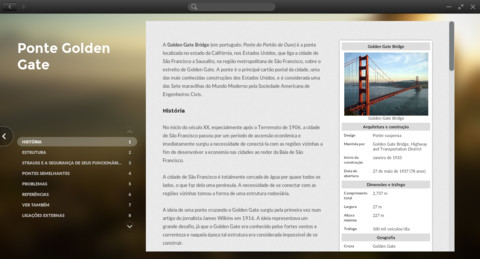 Ponte Golden
Gate
HISTÓRIA 1
ESTRUTURA 2
STRAUSS E A SEGURANÇA DE SEUS FUNCIONÁR... 3
PONTES SEMELHANTES 4
PROBLEMAS 5
REFERÊNCIAS 6
VER TAMBÉM 7
LIGAÇÕES EXTERNAS 8
A Golden Gate Bridge (em português: Ponte do Portão de Ouro) é a ponte
localizada no estado da Califórnia, nos Estados Unidos, que liga a cidade de
São Francisco a Sausalito, na região metropolitana de São Francisco, sobre o
estreito de Golden Gate. A ponte é o principal cartão postal da cidade, uma
das mais conhecidas construções dos Estados Unidos, e é considerada uma
das Sete maravilhas do Mundo Moderno pela Sociedade Americana de
Engenheiros Civis.
História
No início do século XX, especialmente após o Terremoto de 1906, a cidade
de São Francisco passou por um período de ascensão econômica e
imediatamente surgiu a necessidade de conectá-la com as regiões vizinhas a
fim de desenvolver a economia nas cidades ao redor da Baía de São
Francisco.
A cidade de São Francisco é totalmente cercada de água por quase todos os
lados, o que faz dela uma península. A necessidade de se conectar com as
regiões vizinhas tomou a forma de uma estrutura rodoviária.
A ideia de uma ponte cruzando o Golden Gate surgiu pela primeira vez num
artigo do jornalista James Wilkins em 1916. A ideia representava um
grande desafio, já que o Golden Gate era conhecido pelos fortes ventos e
correnteza e naquela época tal estrutura era considerada impossível de se
construir.
Golden Gate Bridge
Golden Gate Bridge
Arquitetura e construção
Design Ponte suspensa
Mantida por Golden Gate Bridge, Highway
and Transportation District
Início da
construção Janeiro de 1933
Data de
abertura 27 de maio de 1937 (78 anos)
Dimensões e tráfego
Comprimento
total 2,737 m
Largura 27 m
Altura
máxima 227 m
Tráfego 100 mil veículos/dia
Geografia
Cruza Golden Gate